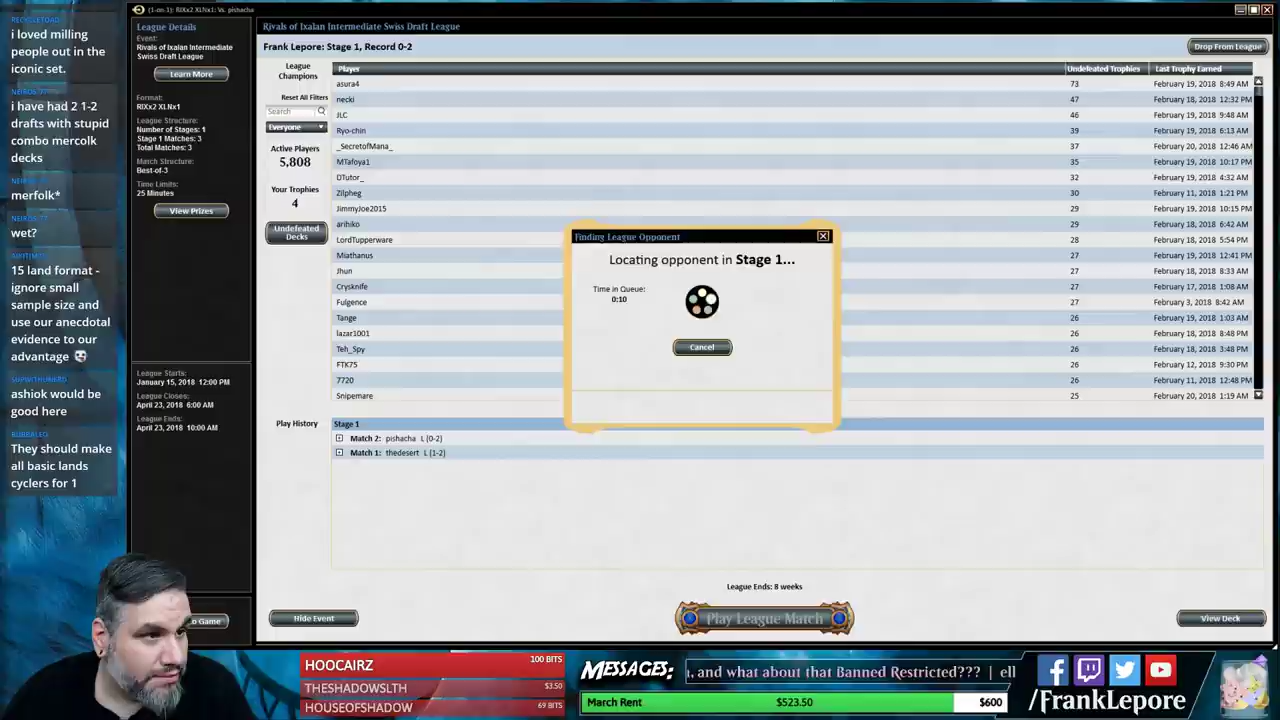 RECYCLETOAD
i loved milling
people out in the
iconic set.
i have had 2 1-2
drafts with stupid
combo mercolk
decks
merfolk*
wet?
15 land format -
ignore small
sample size and
use our anecdotal
evidence to our
advantage
ashiok would be
good here
They should make
all basic lands
cyclers for 1
(1-on-1): RIXx2 XLNx1: Vs. pishacha
League Details
Event:
Rivals of Ixalan Intermediate
Swiss Draft League
Learn More
Format:
RIXx2 XLNx1
League Structure:
Number of Stages: 1
Stage 1 Matches: 3
Total Matches: 3
Match Structure:
Best-of-3
Time Limits:
25 Minutes
View Prizes
League Starts:
January 15, 2018 12:00 PM
League Closes:
April 23, 2018 6:00 AM
League Ends:
April 23, 2018 10:00 AM
o Game
Rivals of Ixalan Intermediate Swiss Draft League
Frank Lepore: Stage 1, Record 0-2
Drop From League
League
Champions
Reset All Filters
Search
Everyone
Active Players
5,808
Your Trophies
4
Undefeated
Decks
Player Undefeated Trophies Last Trophy Earned
asura4 73 February 19, 2018 8:49 AM
necki 47 February 18, 2018 12:32 PM
JLC 46 February 19, 2018 9:48 AM
Ryo-chin 39 February 19, 2018 6:13 AM
_SecretofMana_ 37 February 20, 2018 12:46 AM
MTafoya1 35 February 19, 2018 10:17 PM
DTutor_ 32 February 19, 2018 4:32 AM
Zilpheg 30 February 11, 2018 1:21 PM
JimmyJoe2015 29 February 19, 2018 10:15 PM
arihiko 29 February 18, 2018 6:42 AM
LordTupperware 28 February 18, 2018 5:54 PM
Miathanus 27 February 19, 2018 12:41 PM
Jhun 27 February 18, 2018 8:33 AM
Crysknife 27 February 17, 2018 1:08 AM
Fulgence 27 February 3, 2018 8:42 AM
Tange 26 February 19, 2018 1:03 AM
lazar1001 26 February 18, 2018 8:48 PM
Teh_Spy 26 February 18, 2018 3:48 PM
FTK75 26 February 12, 2018 9:30 PM
7720 26 February 11, 2018 12:48 PM
Snipemare 25 February 20, 2018 1:19 AM
Finding League Opponent
Locating opponent in Stage 1...
Time in Queue:
0:10
Cancel
Play History
Stage 1
Match 2: pishacha L (0-2)
Match 1: thedesert L (1-2)
League Ends: 8 weeks
Hide Event
Play League Match
View Deck
HOOCAIRZ 100 BITS
THESHADOWSLTH $3.50
HOUSEOFSHADOW 69 BITS
MESSAGES:
, and what about that Banned Restricted??? | ell
March Rent $523.50 $600
/FrankLepore